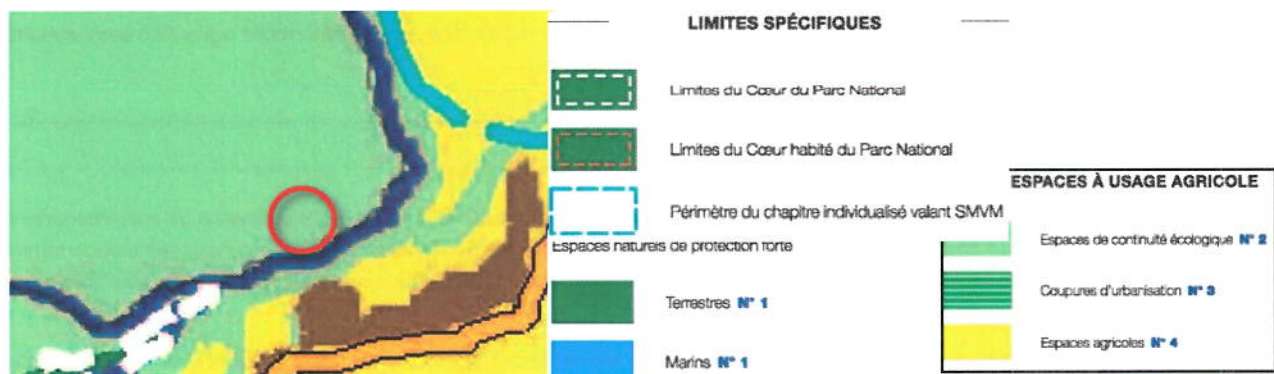 LIMITES SPÉCIFIQUES
Limites du Cœur du Parc National
Limites du Cœur habité du Parc National
Périmètre du chapitre individualisé valant SMVM
Espaces naturels de protection forte
Terrestres N° 1
Marins N° 1
ESPACES À USAGE AGRICOLE
Espaces de continuité écologique N° 2
Coupures d'urbanisation N° 3
Espaces agricoles N° 4